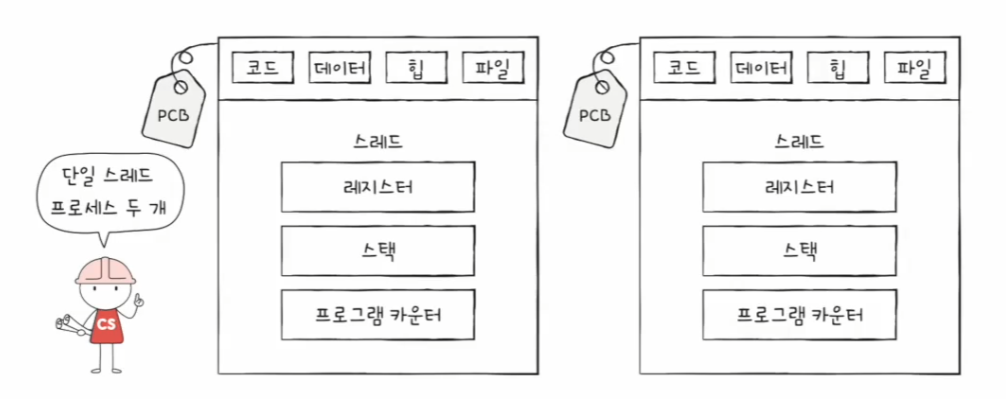 코드 데이터 힙 파일
PCB
스레드
레지스터
스택
프로그램 카운터
코드 데이터 힙 파일
PCB
스레드
레지스터
스택
프로그램 카운터
단일 스레드
프로세스 두 개
CS